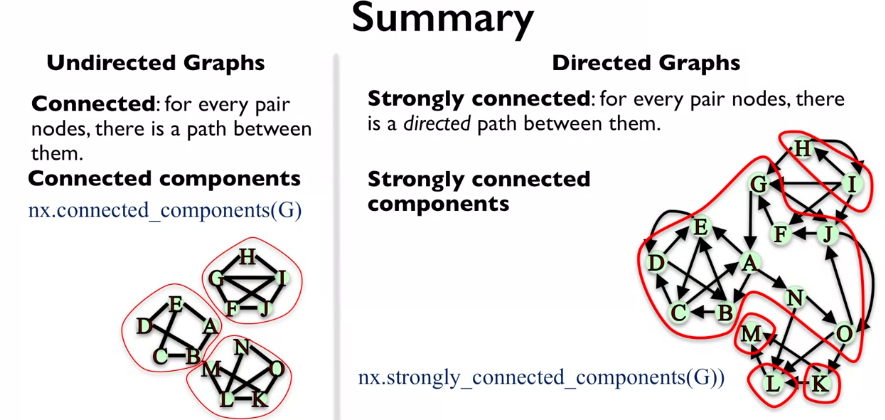 Summary
Undirected Graphs
Connected: for every pair
nodes, there is a path between
them.
Connected components
nx.connected_components(G)
H
G
I
F
J
E
D
A
C
B
N
M
O
L
K
Directed Graphs
Strongly connected: for every pair nodes, there
is a directed path between them.
Strongly connected
components
H
G
I
F
J
E
D
A
C
B
N
M
O
L
K
nx.strongly_connected_components(G))